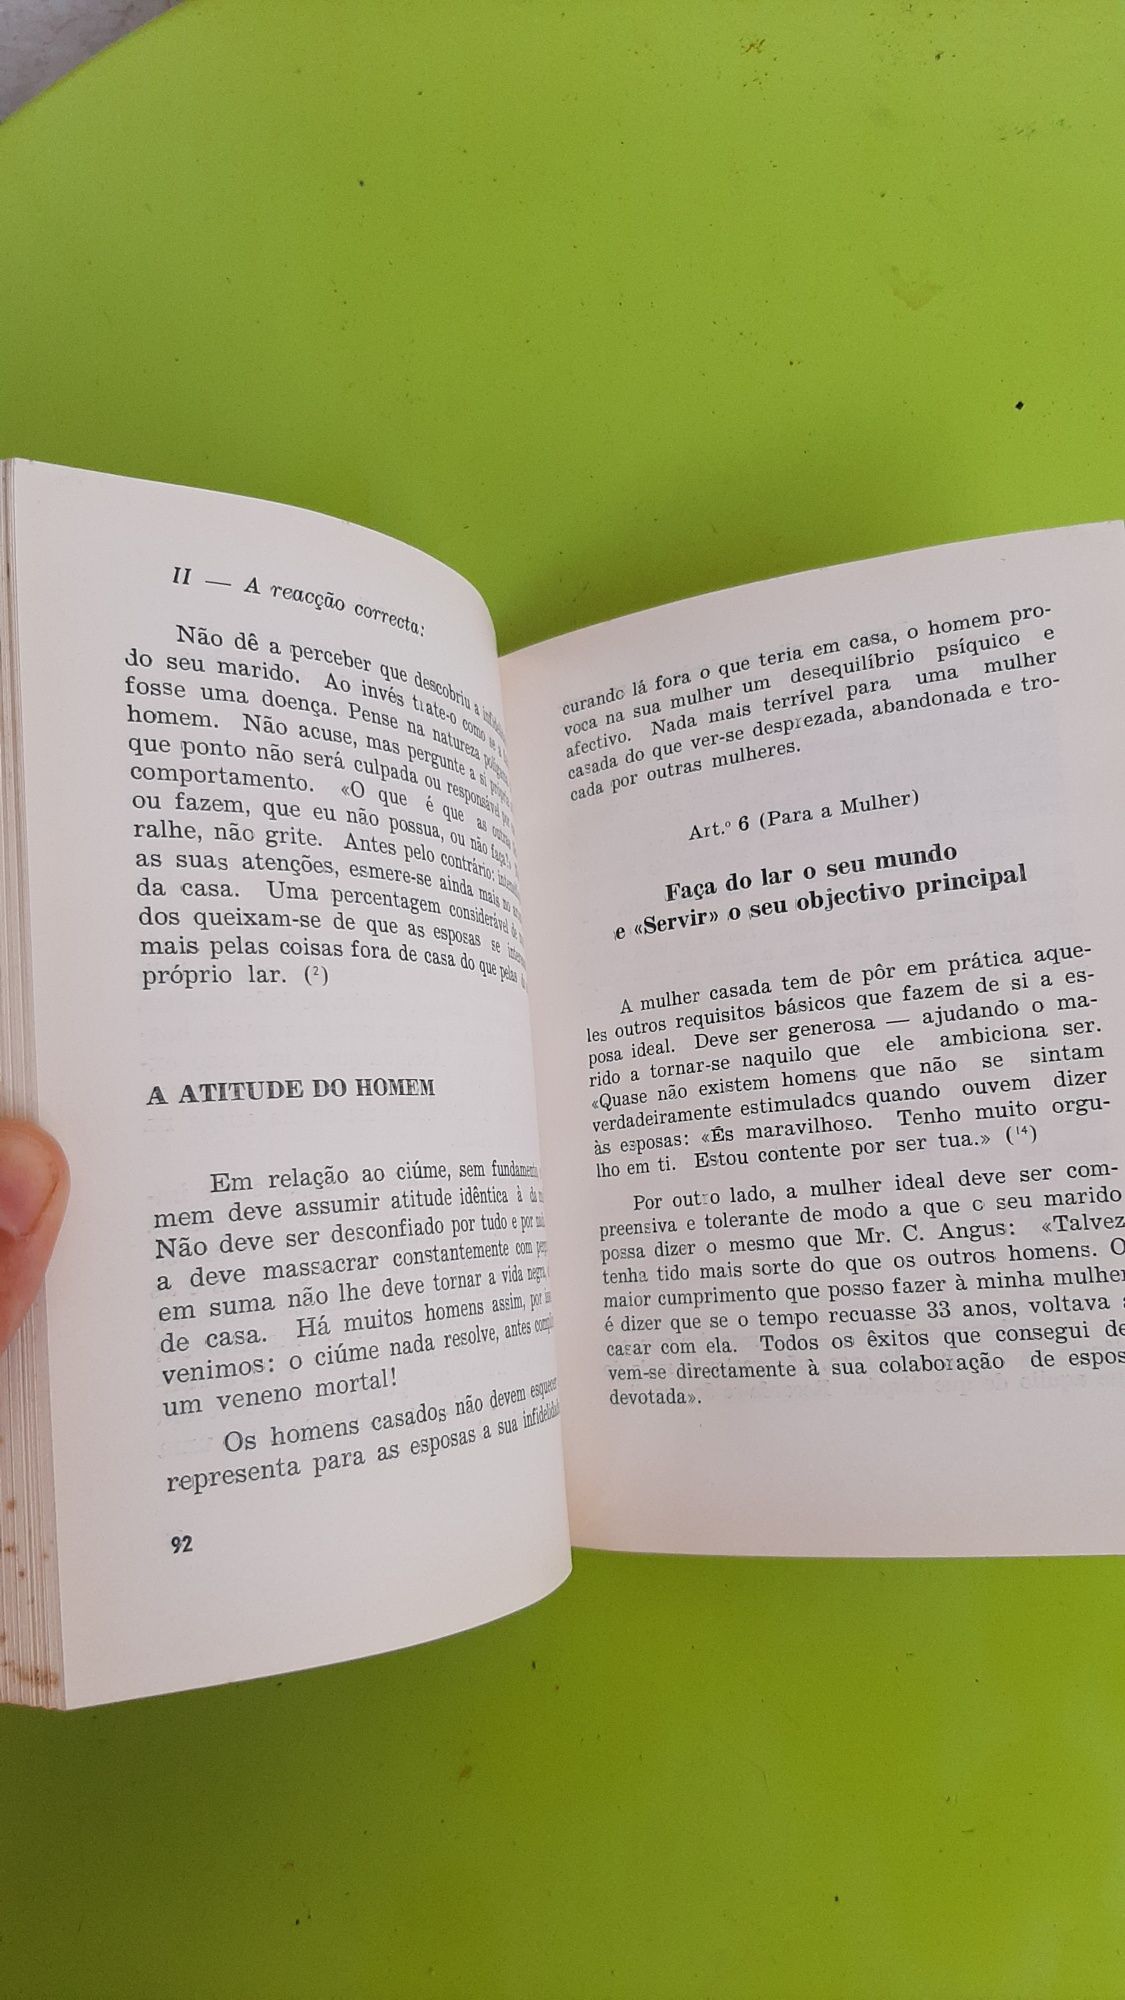 II — A reacção correcta:
Não dê a perceber que descobriu a
do seu marido. Ao invés trate-o como se a
fosse uma doença. Pense na natureza
homem. Não acuse, mas pergunte a si
que ponto não será culpada ou responsável por
comportamento. «O que é que as outras
ou fazem, que eu não possua, ou não faça!»
ralhe, não grite. Antes pelo contrário:
as suas atenções, esmere-se ainda mais no
da casa. Uma percentagem considerável de
dos queixam-se de que as esposas se
mais pelas coisas fora de casa do que pelas do
próprio lar. (²)
A ATITUDE DO HOMEM
Em relação ao ciúme, sem fundamento,
mem deve assumir atitude idêntica à da
Não deve ser desconfiado por tudo e por
a deve massacrar constantemente com
em suma não lhe deve tornar a vida negra,
de casa. Há muitos homens assim, por
venimos: o ciúme nada resolve, antes
um veneno mortal!
Os homens casados não devem esquecer
representa para as esposas a sua infidelidade
92
curando lá fora o que teria em casa, o homem pro-
voca na sua mulher um desequilíbrio psíquico e
afectivo. Nada mais terrível para uma mulher
casada do que ver-se desprezada, abandonada e tro-
cada por outras mulheres.
Art.º 6 (Para a Mulher)
Faça do lar o seu mundo
e «Servir» o seu objectivo principal
A mulher casada tem de pôr em prática aque-
les outros requisitos básicos que fazem de si a es-
posa ideal. Deve ser generosa — ajudando o ma-
rido a tornar-se naquilo que ele ambiciona ser.
«Quase não existem homens que não se sintam
verdadeiramente estimulados quando ouvem dizer
às esposas: «És maravilhoso. Tenho muito orgu-
lho em ti. Estou contente por ser tua.» (¹⁴)
Por outro lado, a mulher ideal deve ser com-
preensiva e tolerante de modo a que o seu marido
possa dizer o mesmo que Mr. C. Angus: «Talvez
tenha tido mais sorte do que os outros homens. O
maior cumprimento que posso fazer à minha mulher
é dizer que se o tempo recuasse 33 anos, voltava a
casar com ela. Todos os êxitos que consegui de-
vem-se directamente à sua colaboração de esposa
devotada».